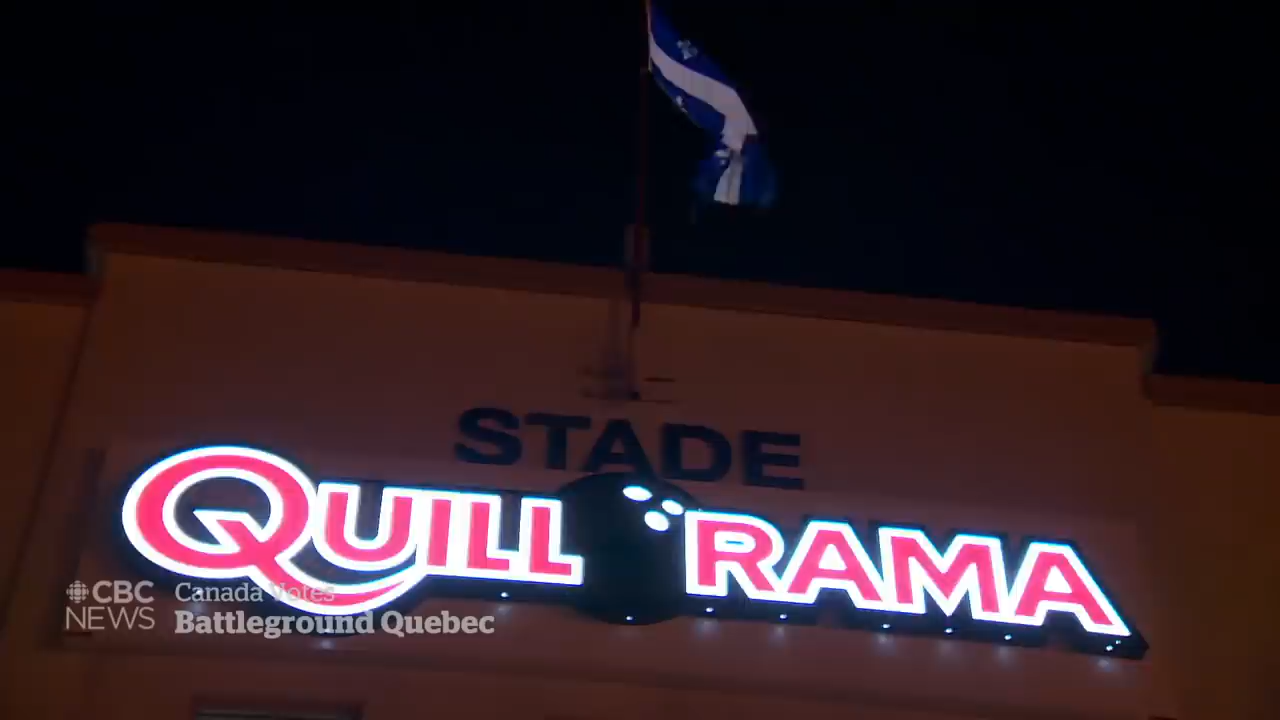 STADE
QUILL RAMA
CBC NEWS
Canada Votes
Battleground Quebec